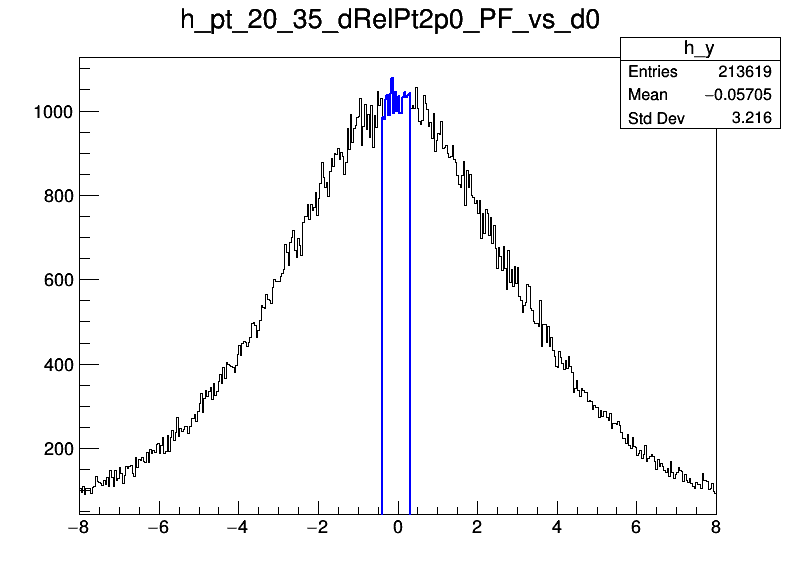 h_pt_20_35_dRelPt2p0_PF_vs_d0
h_y
Entries 213619
Mean −0.05705
Std Dev 3.216
1000
800
600
400
200
−8 −6 −4 −2 0 2 4 6 8